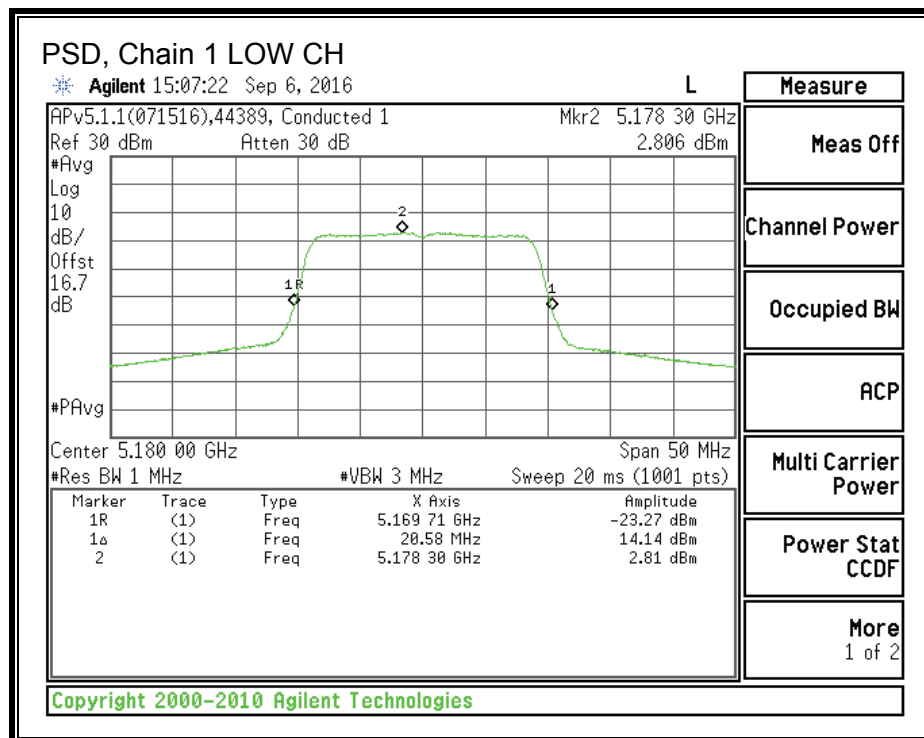 PSD, Chain 1 LOW CH
Agilent 15:07:22 Sep 6, 2016 L
APv5.1.1(071516),44389, Conducted 1 Mkr2 5.178 30 GHz
Ref 30 dBm Atten 30 dB 2.806 dBm
#Avg
Log
10
dB/
Offst
16.7
dB
#PAvg
2
1R
1
Center 5.180 00 GHz Span 50 MHz
#Res BW 1 MHz #VBW 3 MHz Sweep 20 ms (1001 pts)
Marker Trace Type X Axis Amplitude
1R (1) Freq 5.169 71 GHz -23.27 dBm
1Δ (1) Freq 20.58 MHz 14.14 dBm
2 (1) Freq 5.178 30 GHz 2.81 dBm
Measure
Meas Off
Channel Power
Occupied BW
ACP
Multi Carrier
Power
Power Stat
CCDF
More
1 of 2
Copyright 2000-2010 Agilent Technologies